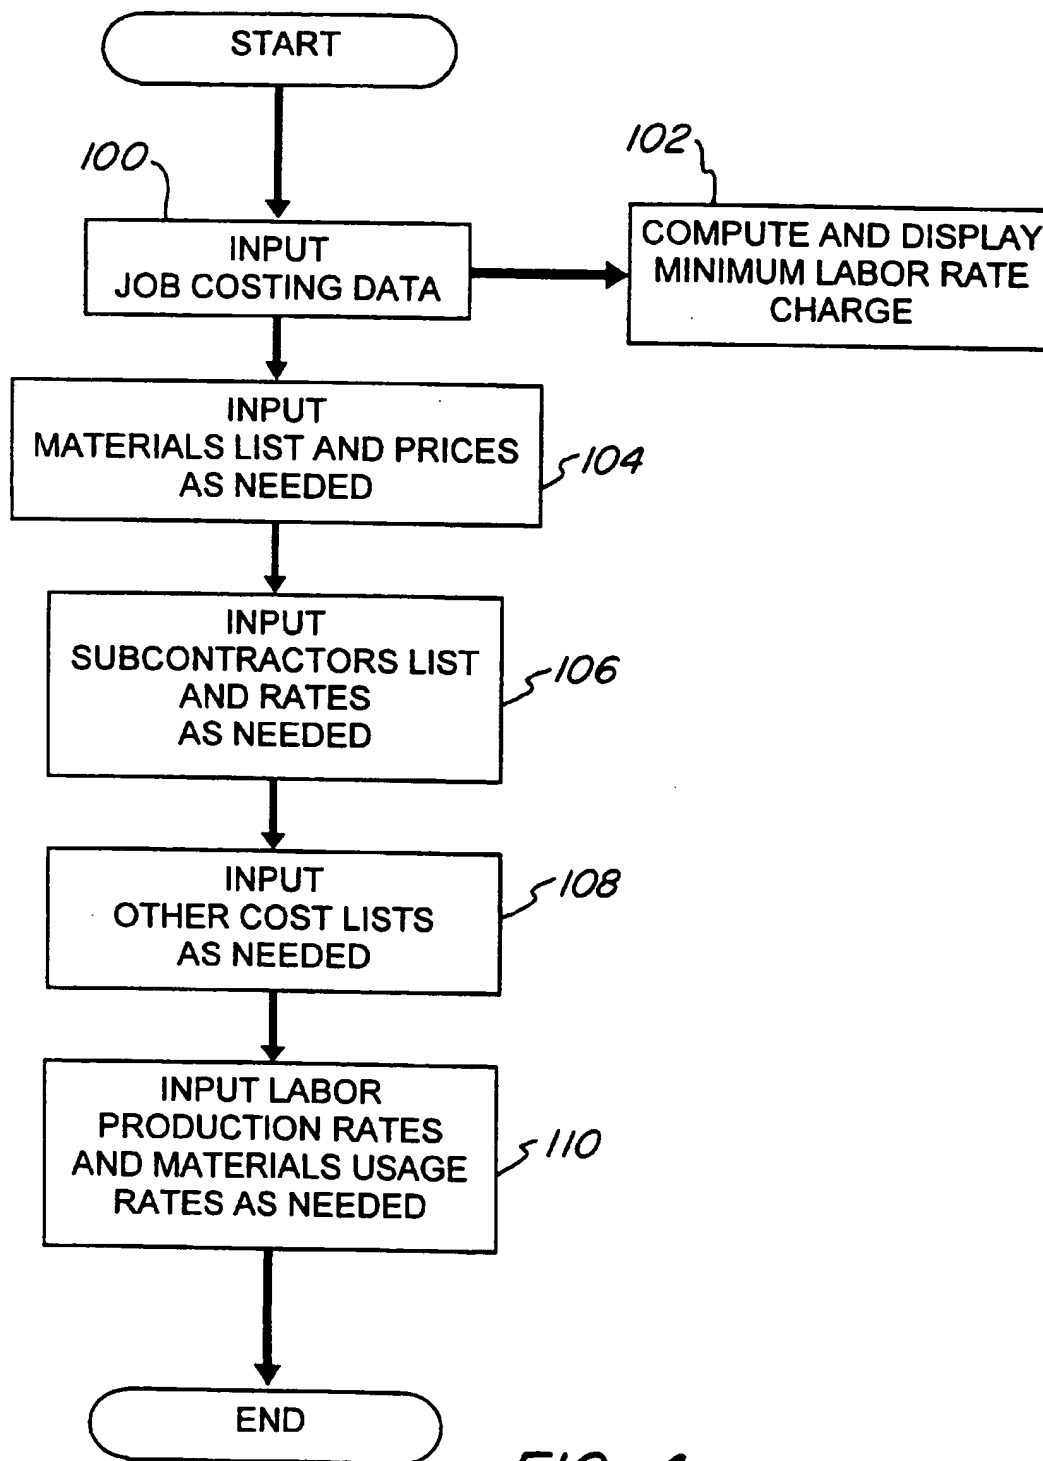 START
100
INPUT
JOB COSTING DATA
102
COMPUTE AND DISPLAY
MINIMUM LABOR RATE
CHARGE
INPUT
MATERIALS LIST AND PRICES
AS NEEDED
104
INPUT
SUBCONTRACTORS LIST
AND RATES
AS NEEDED
106
INPUT
OTHER COST LISTS
AS NEEDED
108
INPUT LABOR
PRODUCTION RATES
AND MATERIALS USAGE
RATES AS NEEDED
110
END